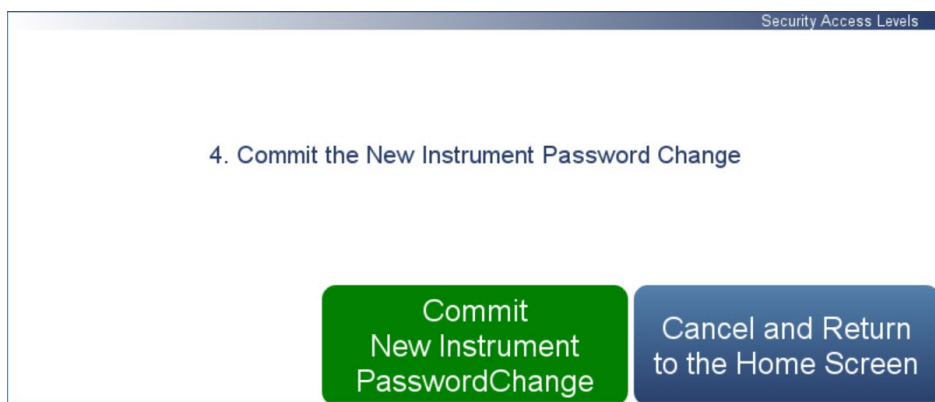 Security Access Levels
4. Commit the New Instrument Password Change
Commit
New Instrument
PasswordChange
Cancel and Return
to the Home Screen